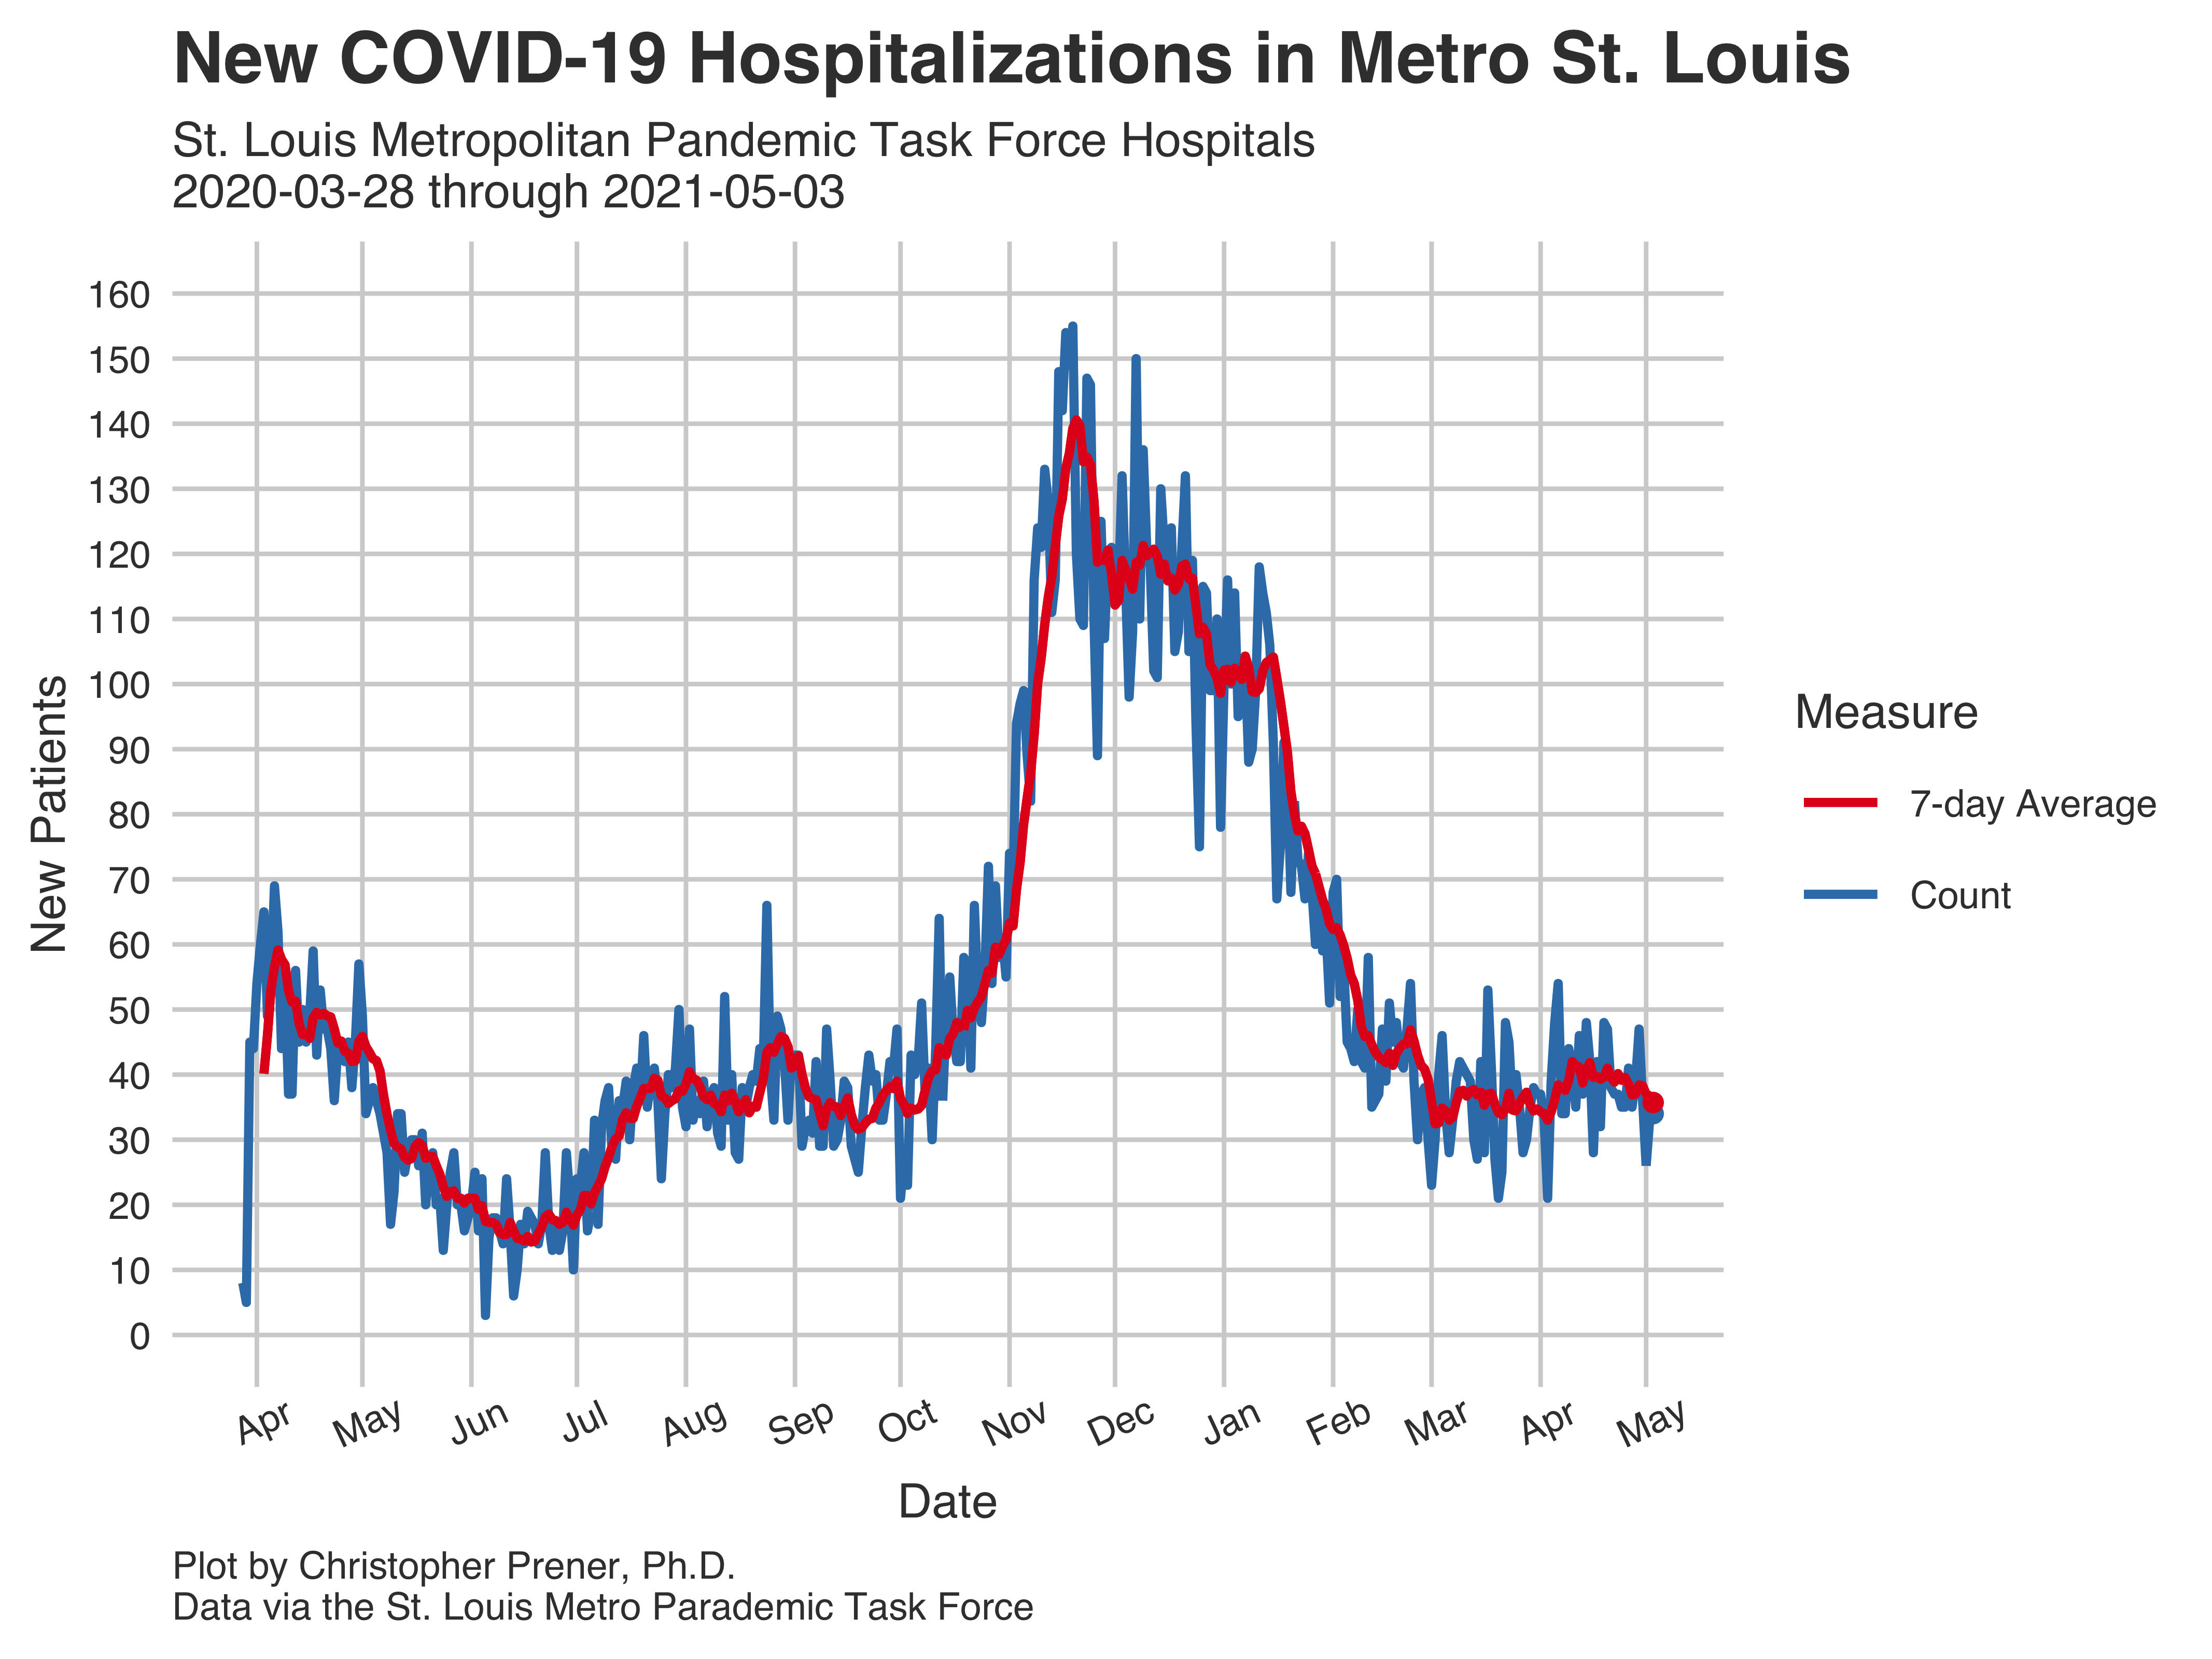 New COVID-19 Hospitalizations in Metro St. Louis
St. Louis Metropolitan Pandemic Task Force Hospitals
2020-03-28 through 2021-05-03
160
150
140
130
120
110
100
90
80
70
60
50
40
30
20
10
0
New Patients
Apr
May
Jun
Jul
Aug
Sep
Oct
Nov
Dec
Jan
Feb
Mar
Apr
May
Date
Measure
7-day Average
Count
Plot by Christopher Prener, Ph.D.
Data via the St. Louis Metro Parademic Task Force